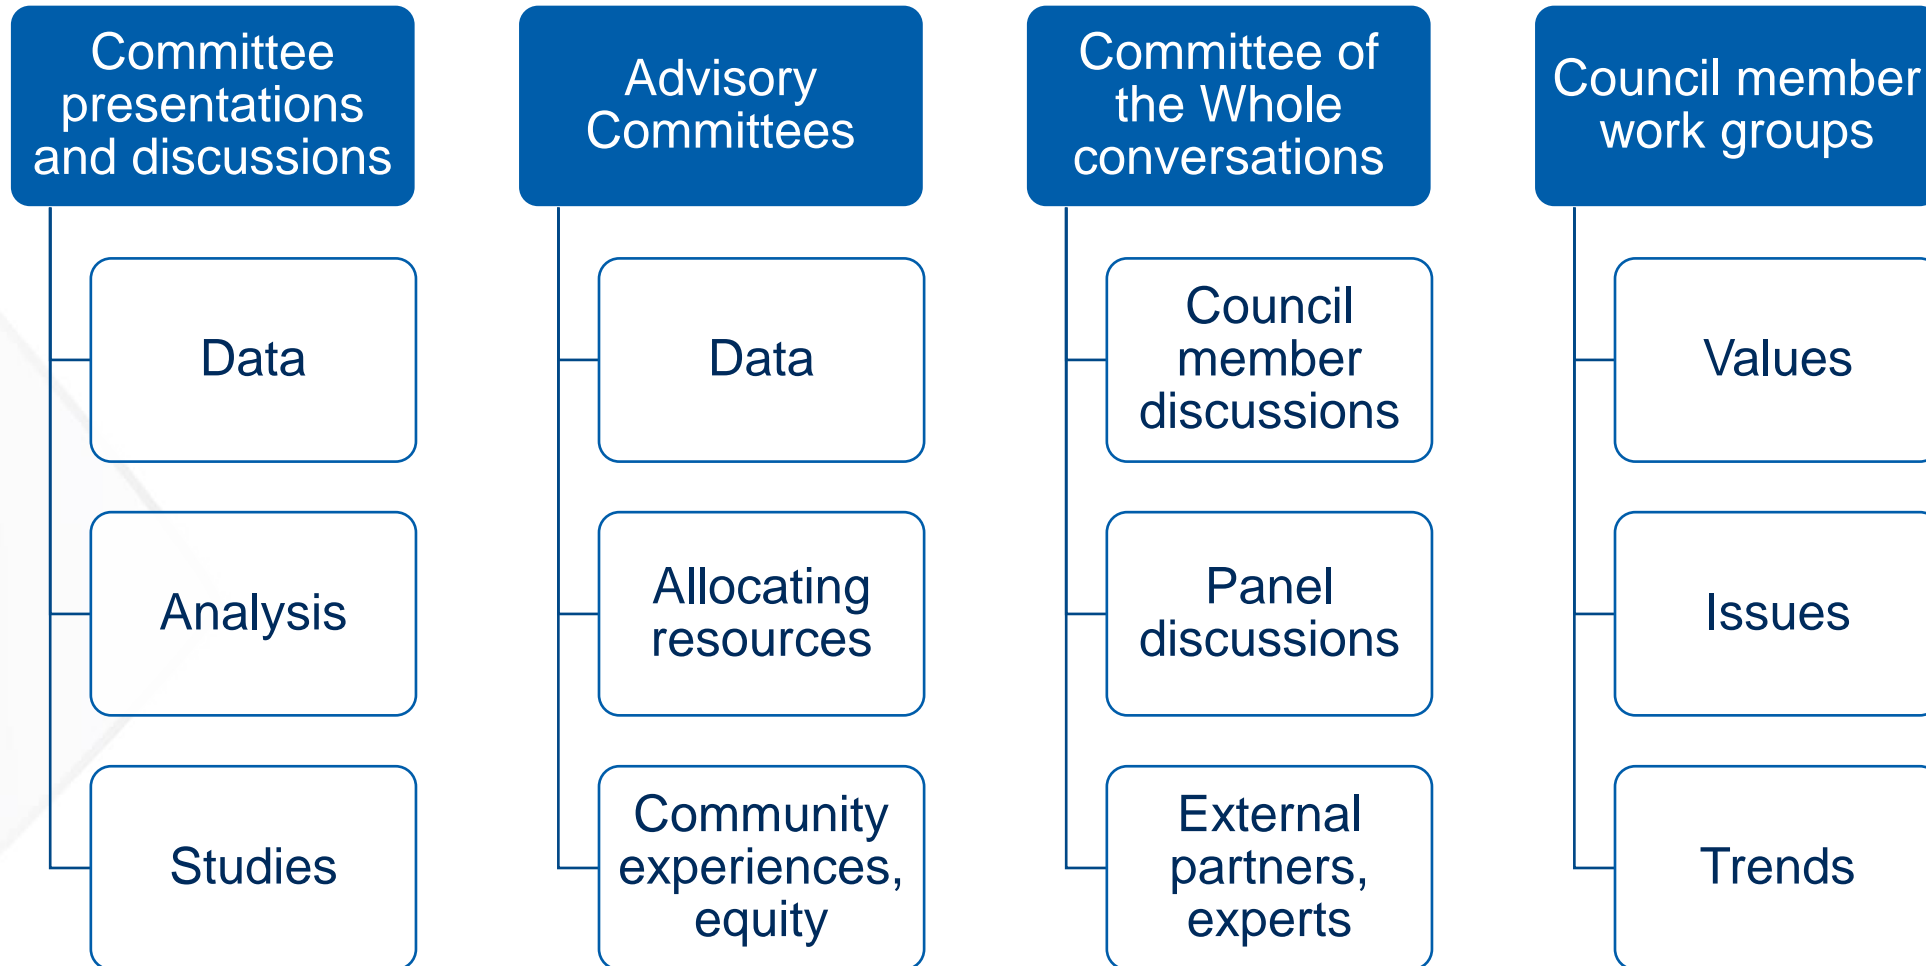 Committee
presentations
and discussions
Data
Analysis
Studies
Advisory
Committees
Data
Allocating
resources
Community
experiences,
equity
Committee of
the Whole
conversations
Council
member
discussions
Panel
discussions
External
partners,
experts
Council member
work groups
Values
Issues
Trends